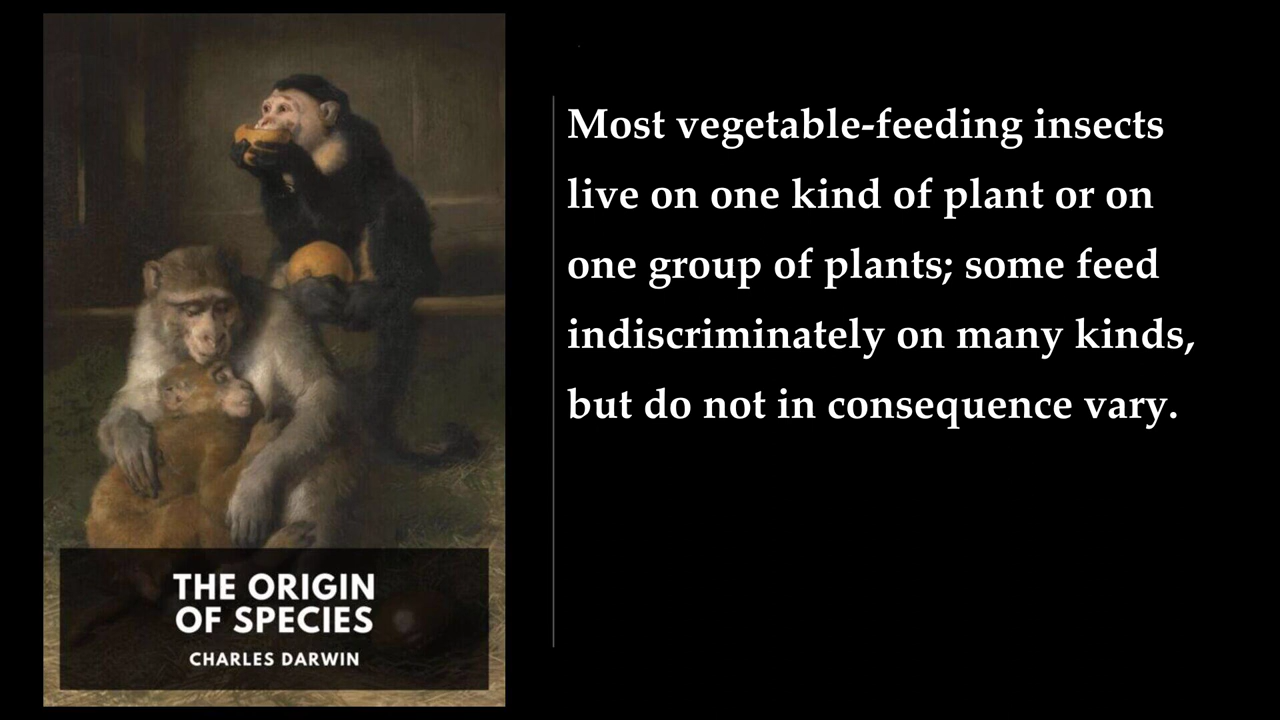 THE ORIGIN
OF SPECIES
CHARLES DARWIN
Most vegetable-feeding insects
live on one kind of plant or on
one group of plants; some feed
indiscriminately on many kinds,
but do not in consequence vary.